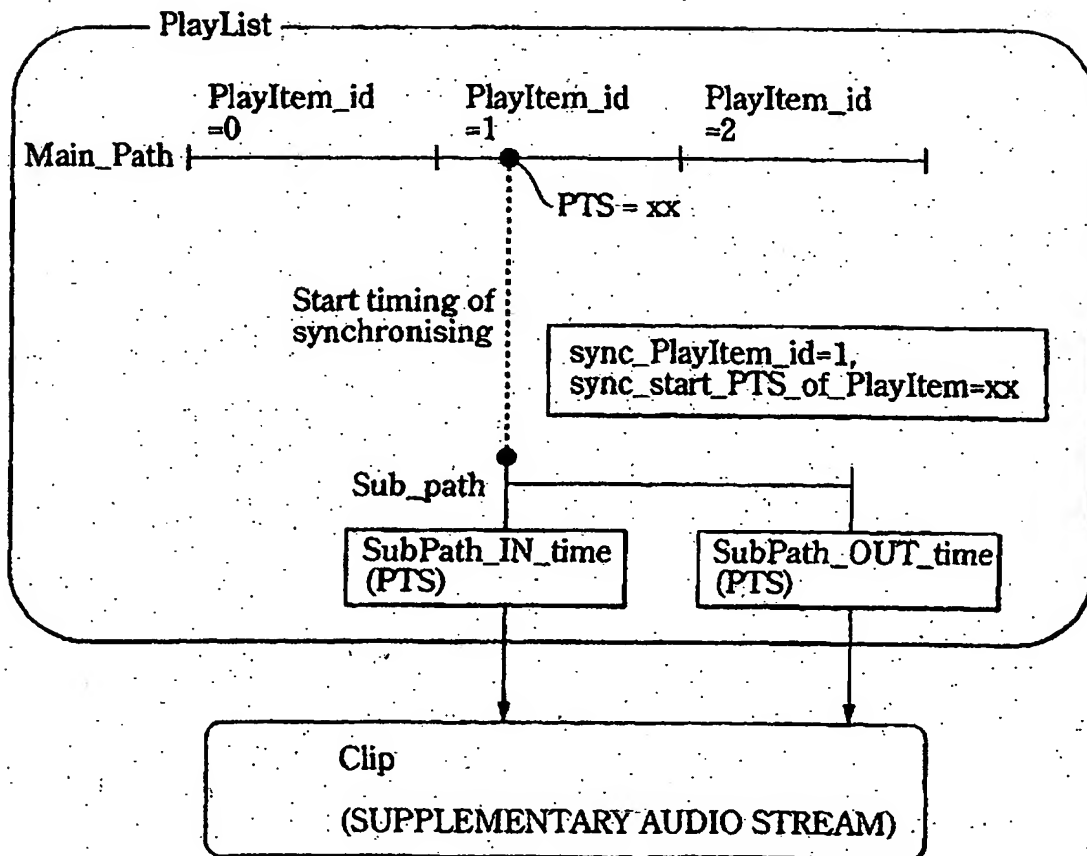 PlayList
PlayItem_id
=0
PlayItem_id
=1
PlayItem_id
=2
Main_Path
PTS = xx
Start timing of
synchronising
sync_PlayItem_id=1,
sync_start_PTS_of_PlayItem=xx
Sub_path
SubPath_IN_time
(PTS)
SubPath_OUT_time
(PTS)
Clip
(SUPPLEMENTARY AUDIO STREAM)